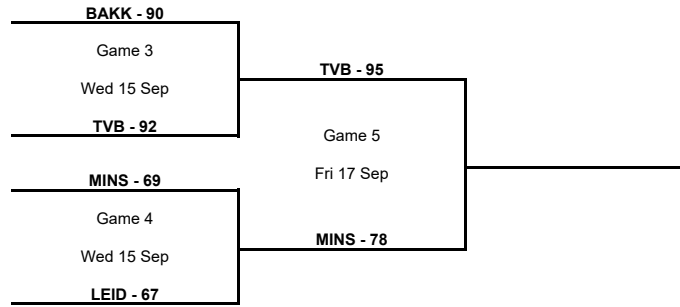 BAKK - 90
Game 3
Wed 15 Sep
TVB - 92
MINS - 69
Game 4
Wed 15 Sep
LEID - 67
TVB - 95
Game 5
Fri 17 Sep
MINS - 78